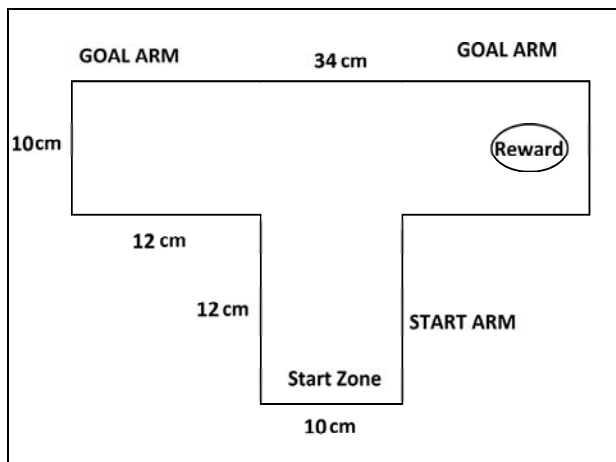 GOAL ARM
34 cm
GOAL ARM
10cm
Reward
12 cm
12 cm
START ARM
Start Zone
10 cm